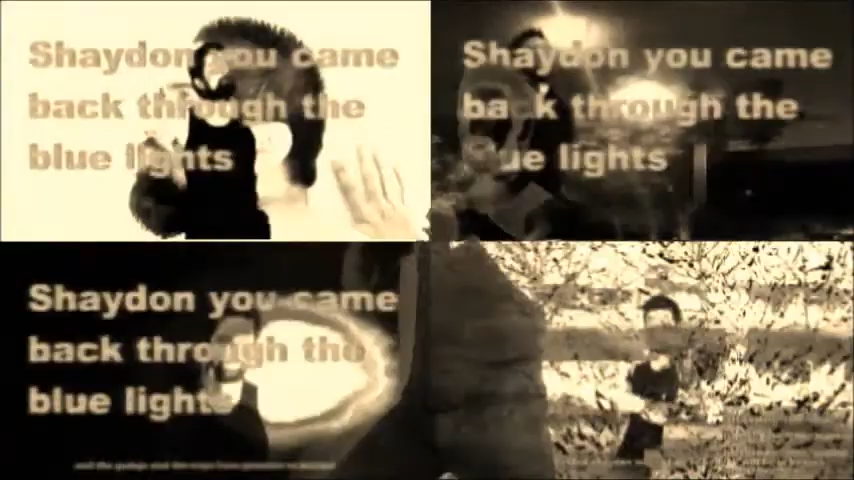 Shaydon you came
back through the
blue lights
Shaydon you came
back through the
ue lights
Shaydon you came
back through the
blue lights